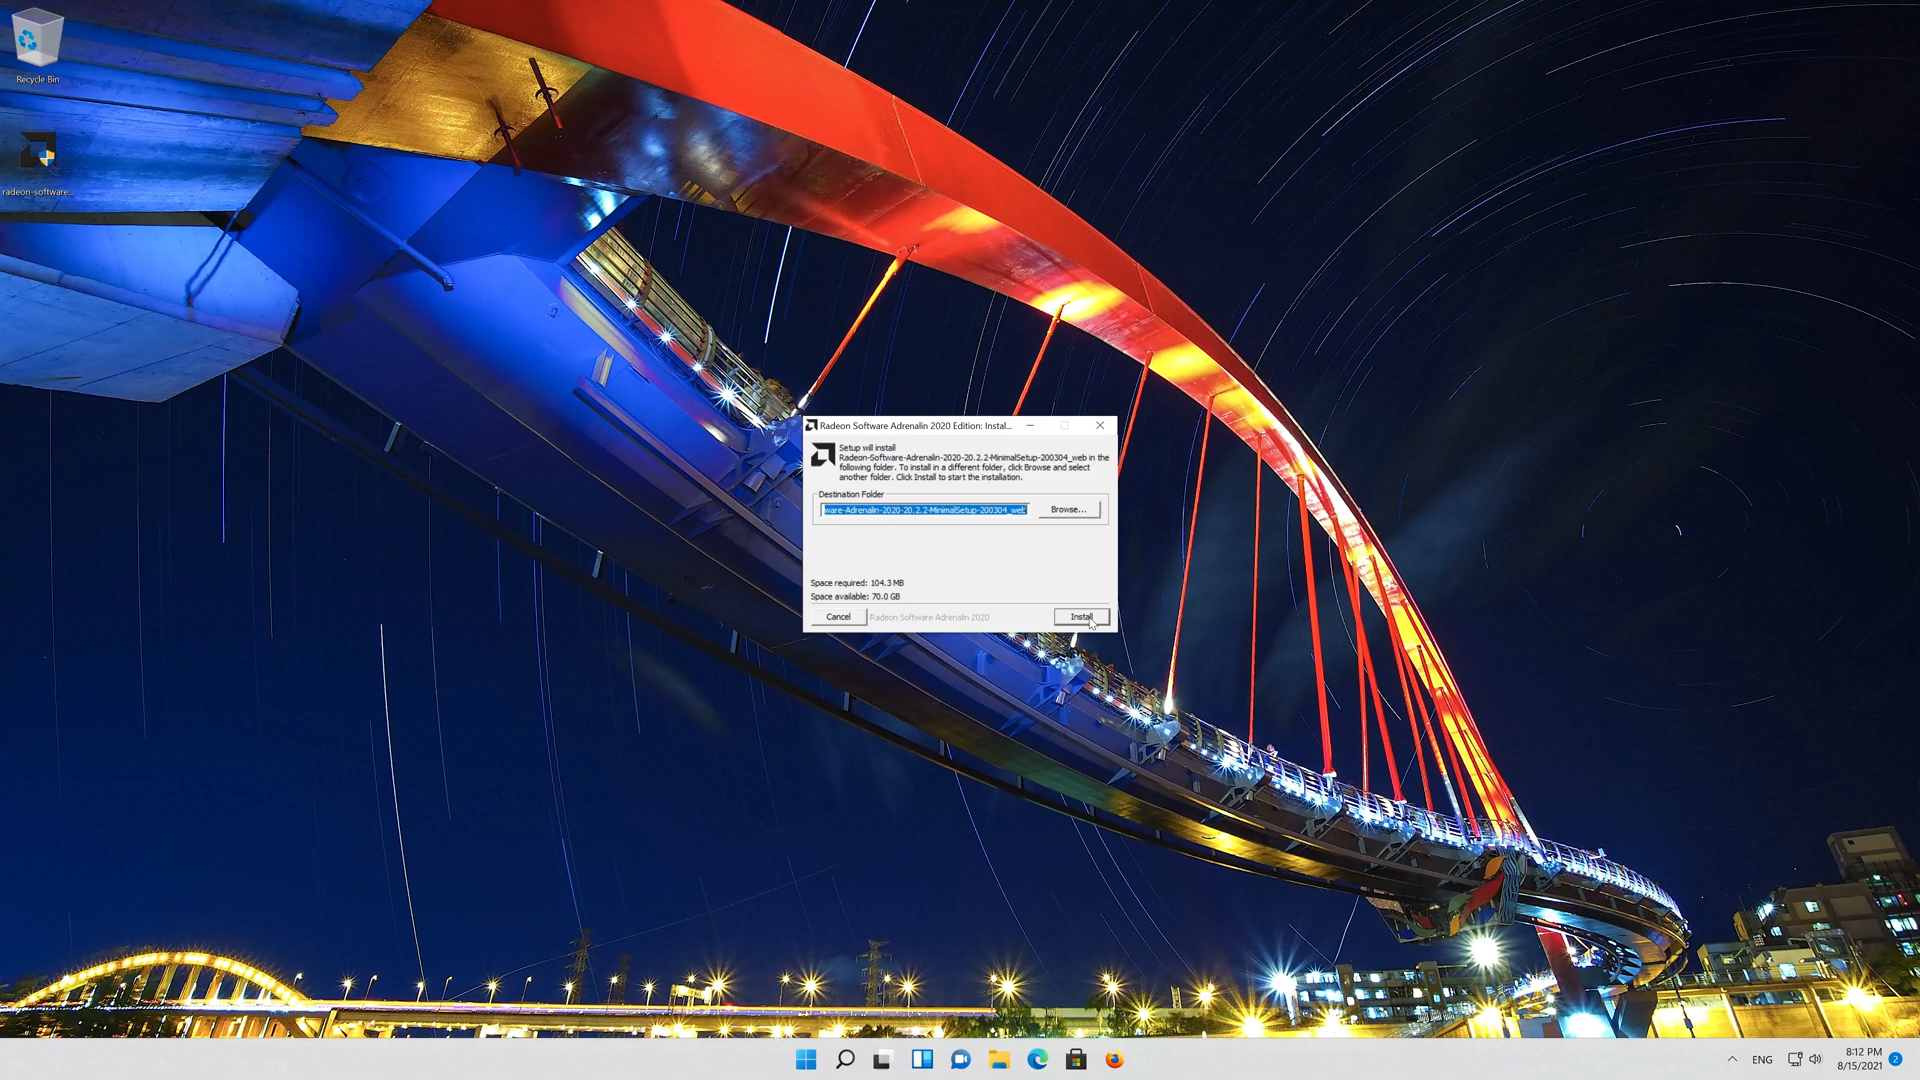 Recycle Bin
radeon-software...
Radeon Software Adrenalin 2020 Edition: Instal...
Setup will install
Radeon-Software-Adrenalin-2020-20.2.2-MinimalSetup-200304_web in the
following folder. To install in a different folder, click Browse and select
another folder. Click Install to start the installation.
Destination Folder
ware-Adrenalin-2020-20.2.2-MinimalSetup-200304_web
Browse...
Space required: 104.3 MB
Space available: 70.0 GB
Cancel
Radeon Software Adrenalin 2020
Install
ENG
8:12 PM
8/15/2021
2